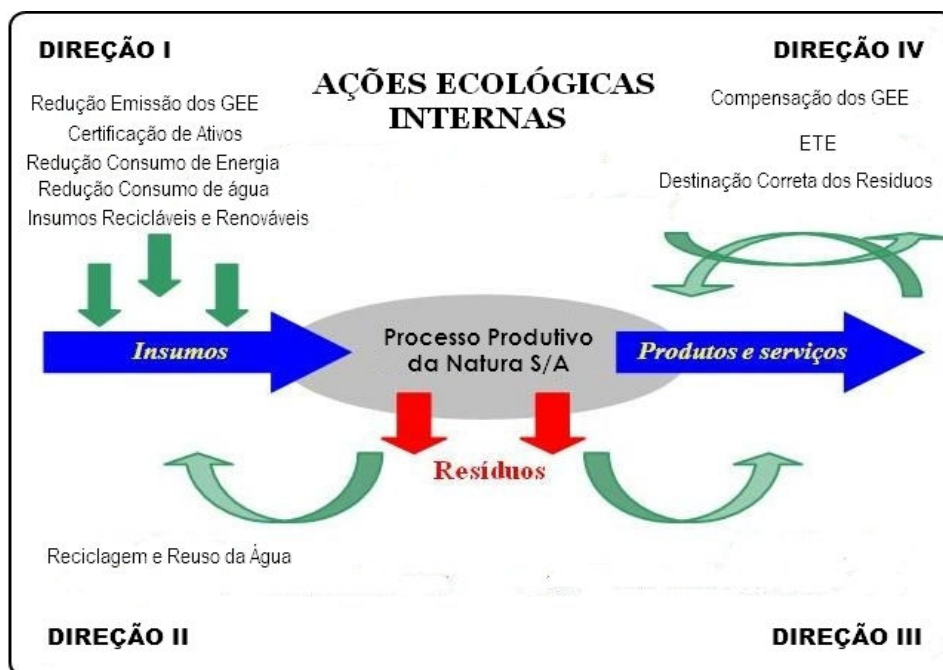 DIREÇÃO I
DIREÇÃO IV
AÇÕES ECOLÓGICAS
INTERNAS
Redução Emissão dos GEE
Certificação de Ativos
Redução Consumo de Energia
Redução Consumo de água
Insumos Recicláveis e Renováveis
Compensação dos GEE
ETE
Destinação Correta dos Resíduos
Insumos
Processo Produtivo
da Natura S/A
Produtos e serviços
Resíduos
Reciclagem e Reuso da Água
DIREÇÃO II
DIREÇÃO III